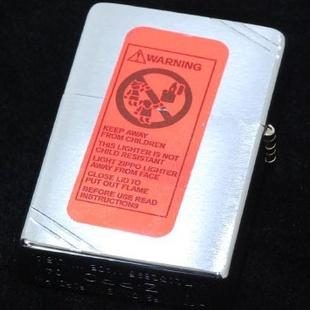 WARNING
KEEP AWAY
FROM CHILDREN
THIS LIGHTER IS NOT
CHILD RESISTANT
LIGHT ZIPPO LIGHTER
AWAY FROM FACE
CLOSE LID TO
PUT OUT FLAME
BEFORE USE READ
INSTRUCTIONS